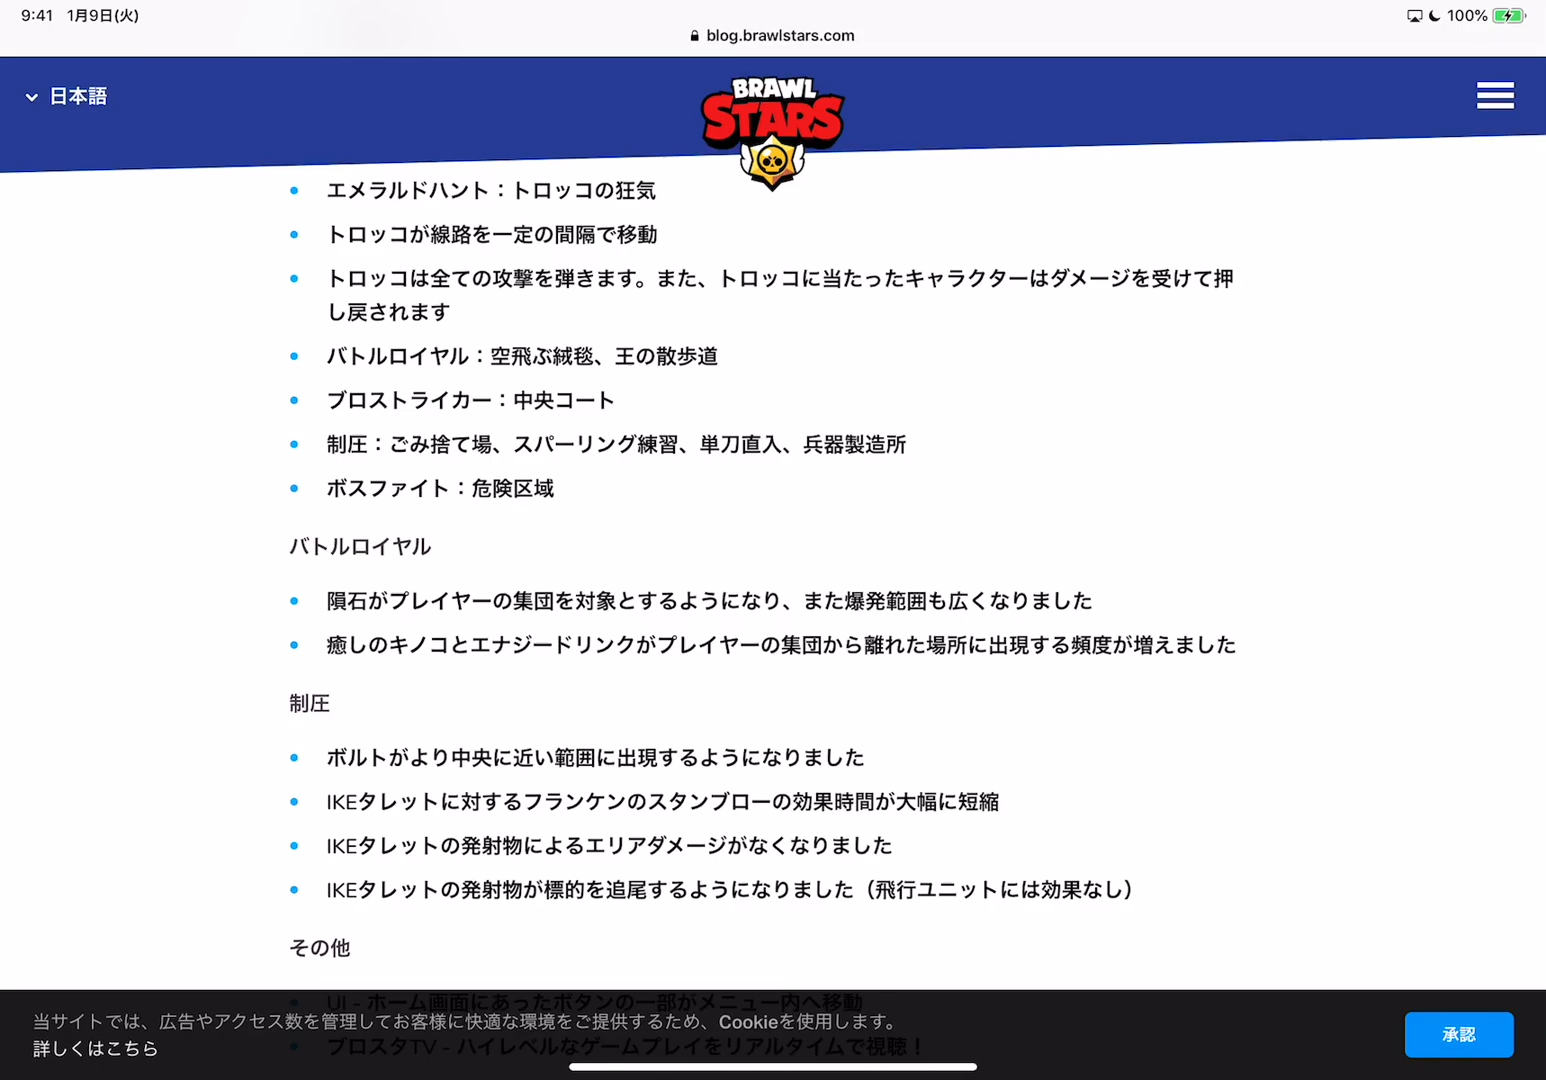 9:41 1月9日(火)
100%
blog.brawlstars.com
日本語
BRAWL
STARS
エメラルドハント：トロッコの狂気
トロッコが線路を一定の間隔で移動
トロッコは全ての攻撃を弾きます。また、トロッコに当たったキャラクターはダメージを受けて押
し戻されます
バトルロイヤル：空飛ぶ絨毯、王の散歩道
ブロストライカー：中央コート
制圧：ごみ捨て場、スパーリング練習、単刀直入、兵器製造所
ボスファイト：危険区域
バトルロイヤル
隕石がプレイヤーの集団を対象とするようになり、また爆発範囲も広くなりました
癒しのキノコとエナジードリンクがプレイヤーの集団から離れた場所に出現する頻度が増えました
制圧
ボルトがより中央に近い範囲に出現するようになりました
IKEタレットに対するフランケンのスタンブローの効果時間が大幅に短縮
IKEタレットの発射物によるエリアダメージがなくなりました
IKEタレットの発射物が標的を追尾するようになりました（飛行ユニットには効果なし）
その他
UI - ホーム画面にあったボタンの一部がメニュー内へ移動
当サイトでは、広告やアクセス数を管理してお客様に快適な環境をご提供するため、Cookieを使用します。
詳しくはこちら
ブロスタTV - ハイレベルなゲームプレイをリアルタイムで視聴！
承認